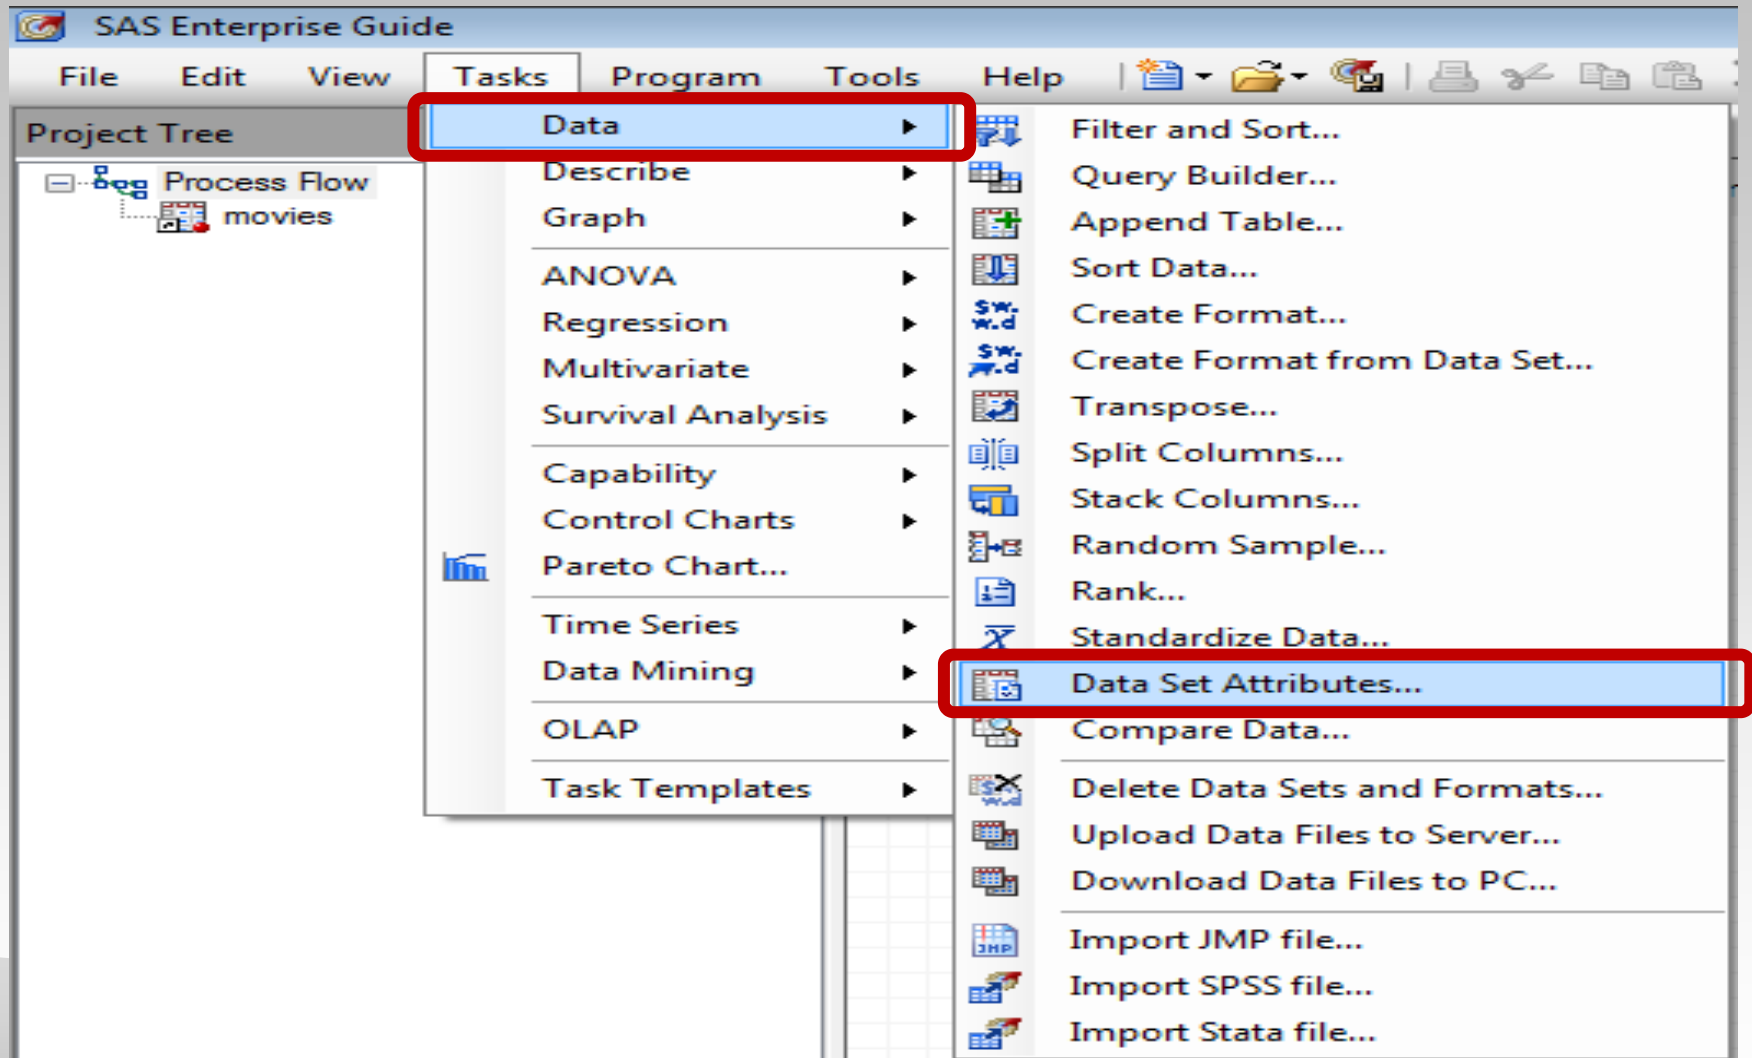 SAS Enterprise Guide
File Edit View Tasks Program Tools Help
Project Tree
Process Flow
movies
Data
Describe
Graph
ANOVA
Regression
Multivariate
Survival Analysis
Capability
Control Charts
Pareto Chart...
Time Series
Data Mining
OLAP
Task Templates
Filter and Sort...
Query Builder...
Append Table...
Sort Data...
Create Format...
Create Format from Data Set...
Transpose...
Split Columns...
Stack Columns...
Random Sample...
Rank...
Standardize Data...
Data Set Attributes...
Compare Data...
Delete Data Sets and Formats...
Upload Data Files to Server...
Download Data Files to PC...
Import JMP file...
Import SPSS file...
Import Stata file...